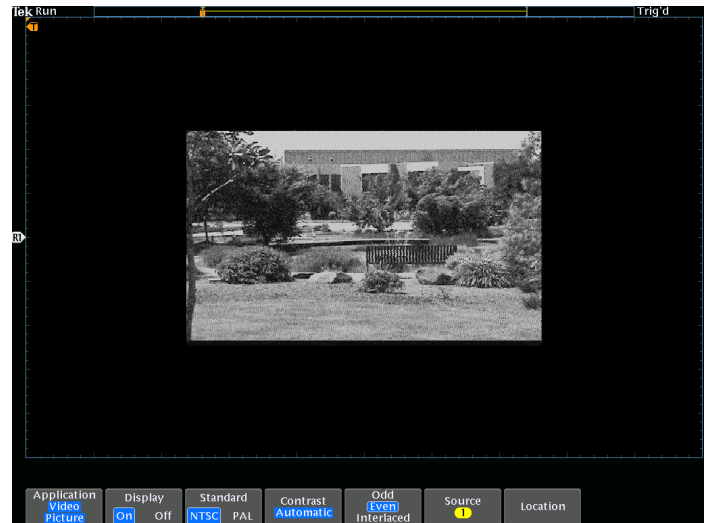 Tek Run Trig'd
T
R1
Application
Video
Picture
Display
On Off
Standard
NTSC PAL
Contrast
Automatic
Odd
Even
Interlaced
Source
1
Location